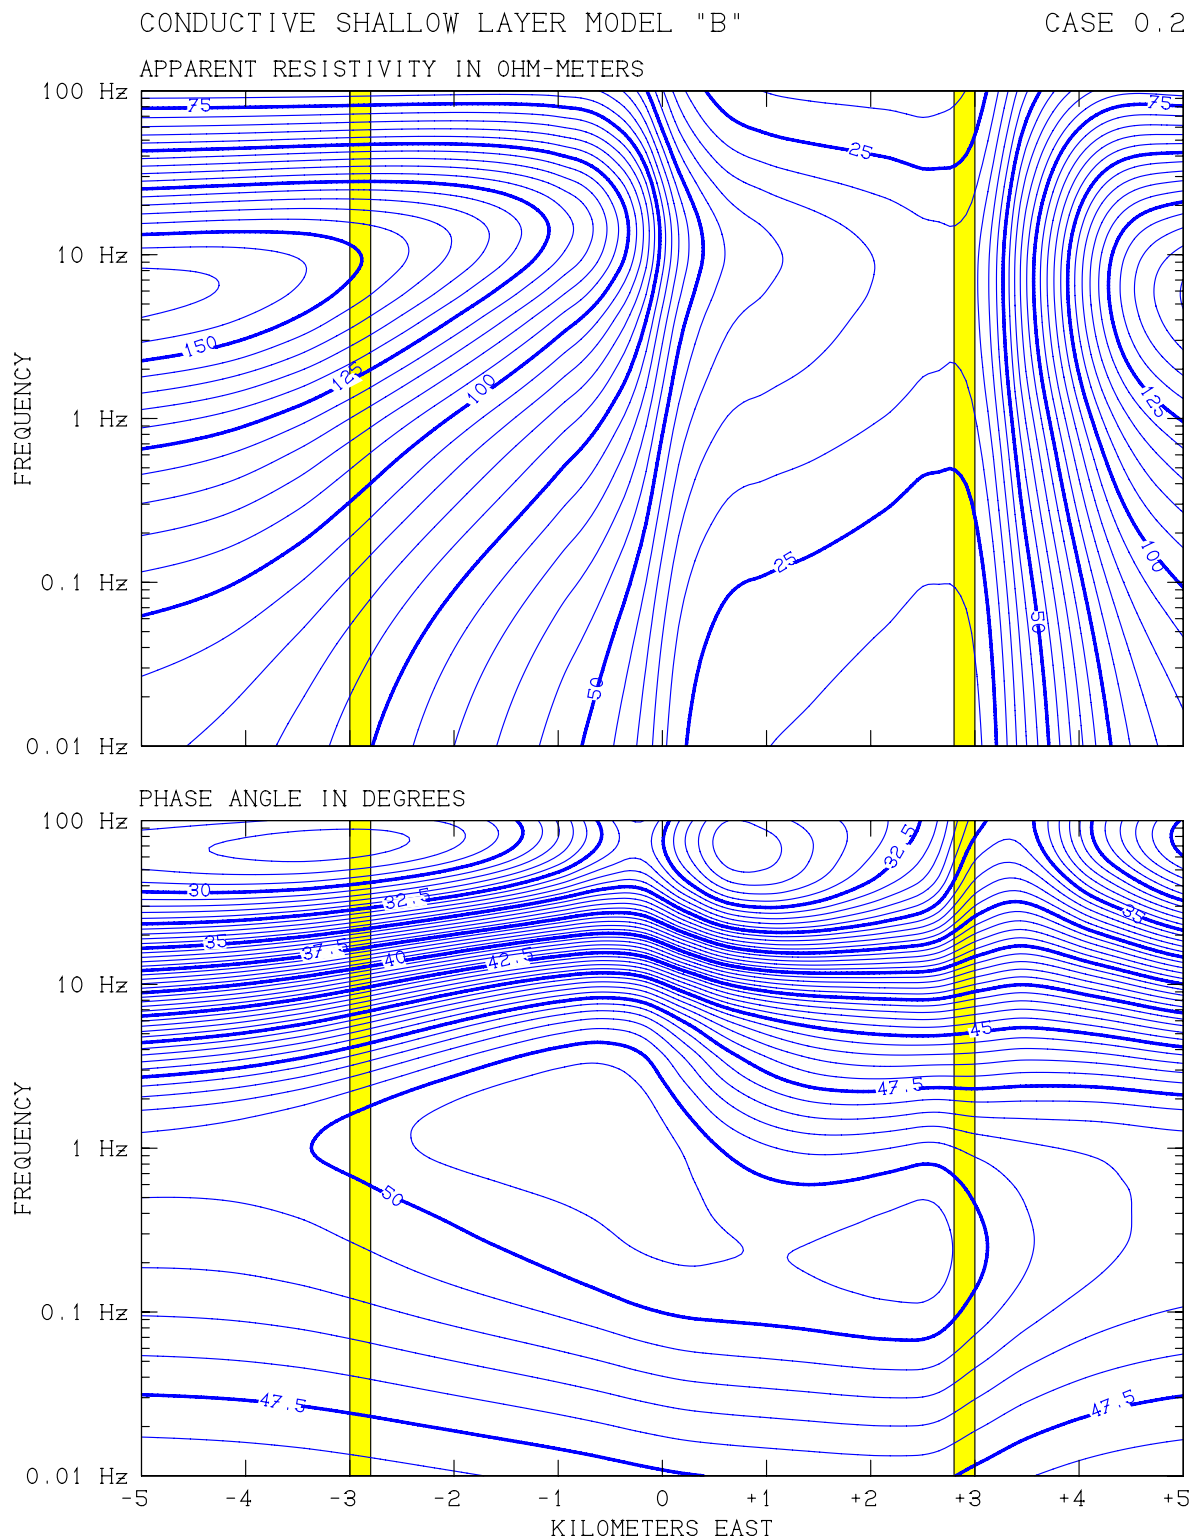 CONDUCTIVE SHALLOW LAYER MODEL "B" CASE 0.2
APPARENT RESISTIVITY IN OHM-METERS
100 Hz
75
75
25
10 Hz
FREQUENCY
150
125
125
100
1 Hz
100
25
0.1 Hz
50
50
0.01 Hz
PHASE ANGLE IN DEGREES
100 Hz
32.5
30
32.5
35
35
37.5
40
42.5
10 Hz
45
FREQUENCY
47.5
1 Hz
50
0.1 Hz
47.5
47.5
0.01 Hz
-5 -4 -3 -2 -1 0 +1 +2 +3 +4 +5
KILOMETERS EAST